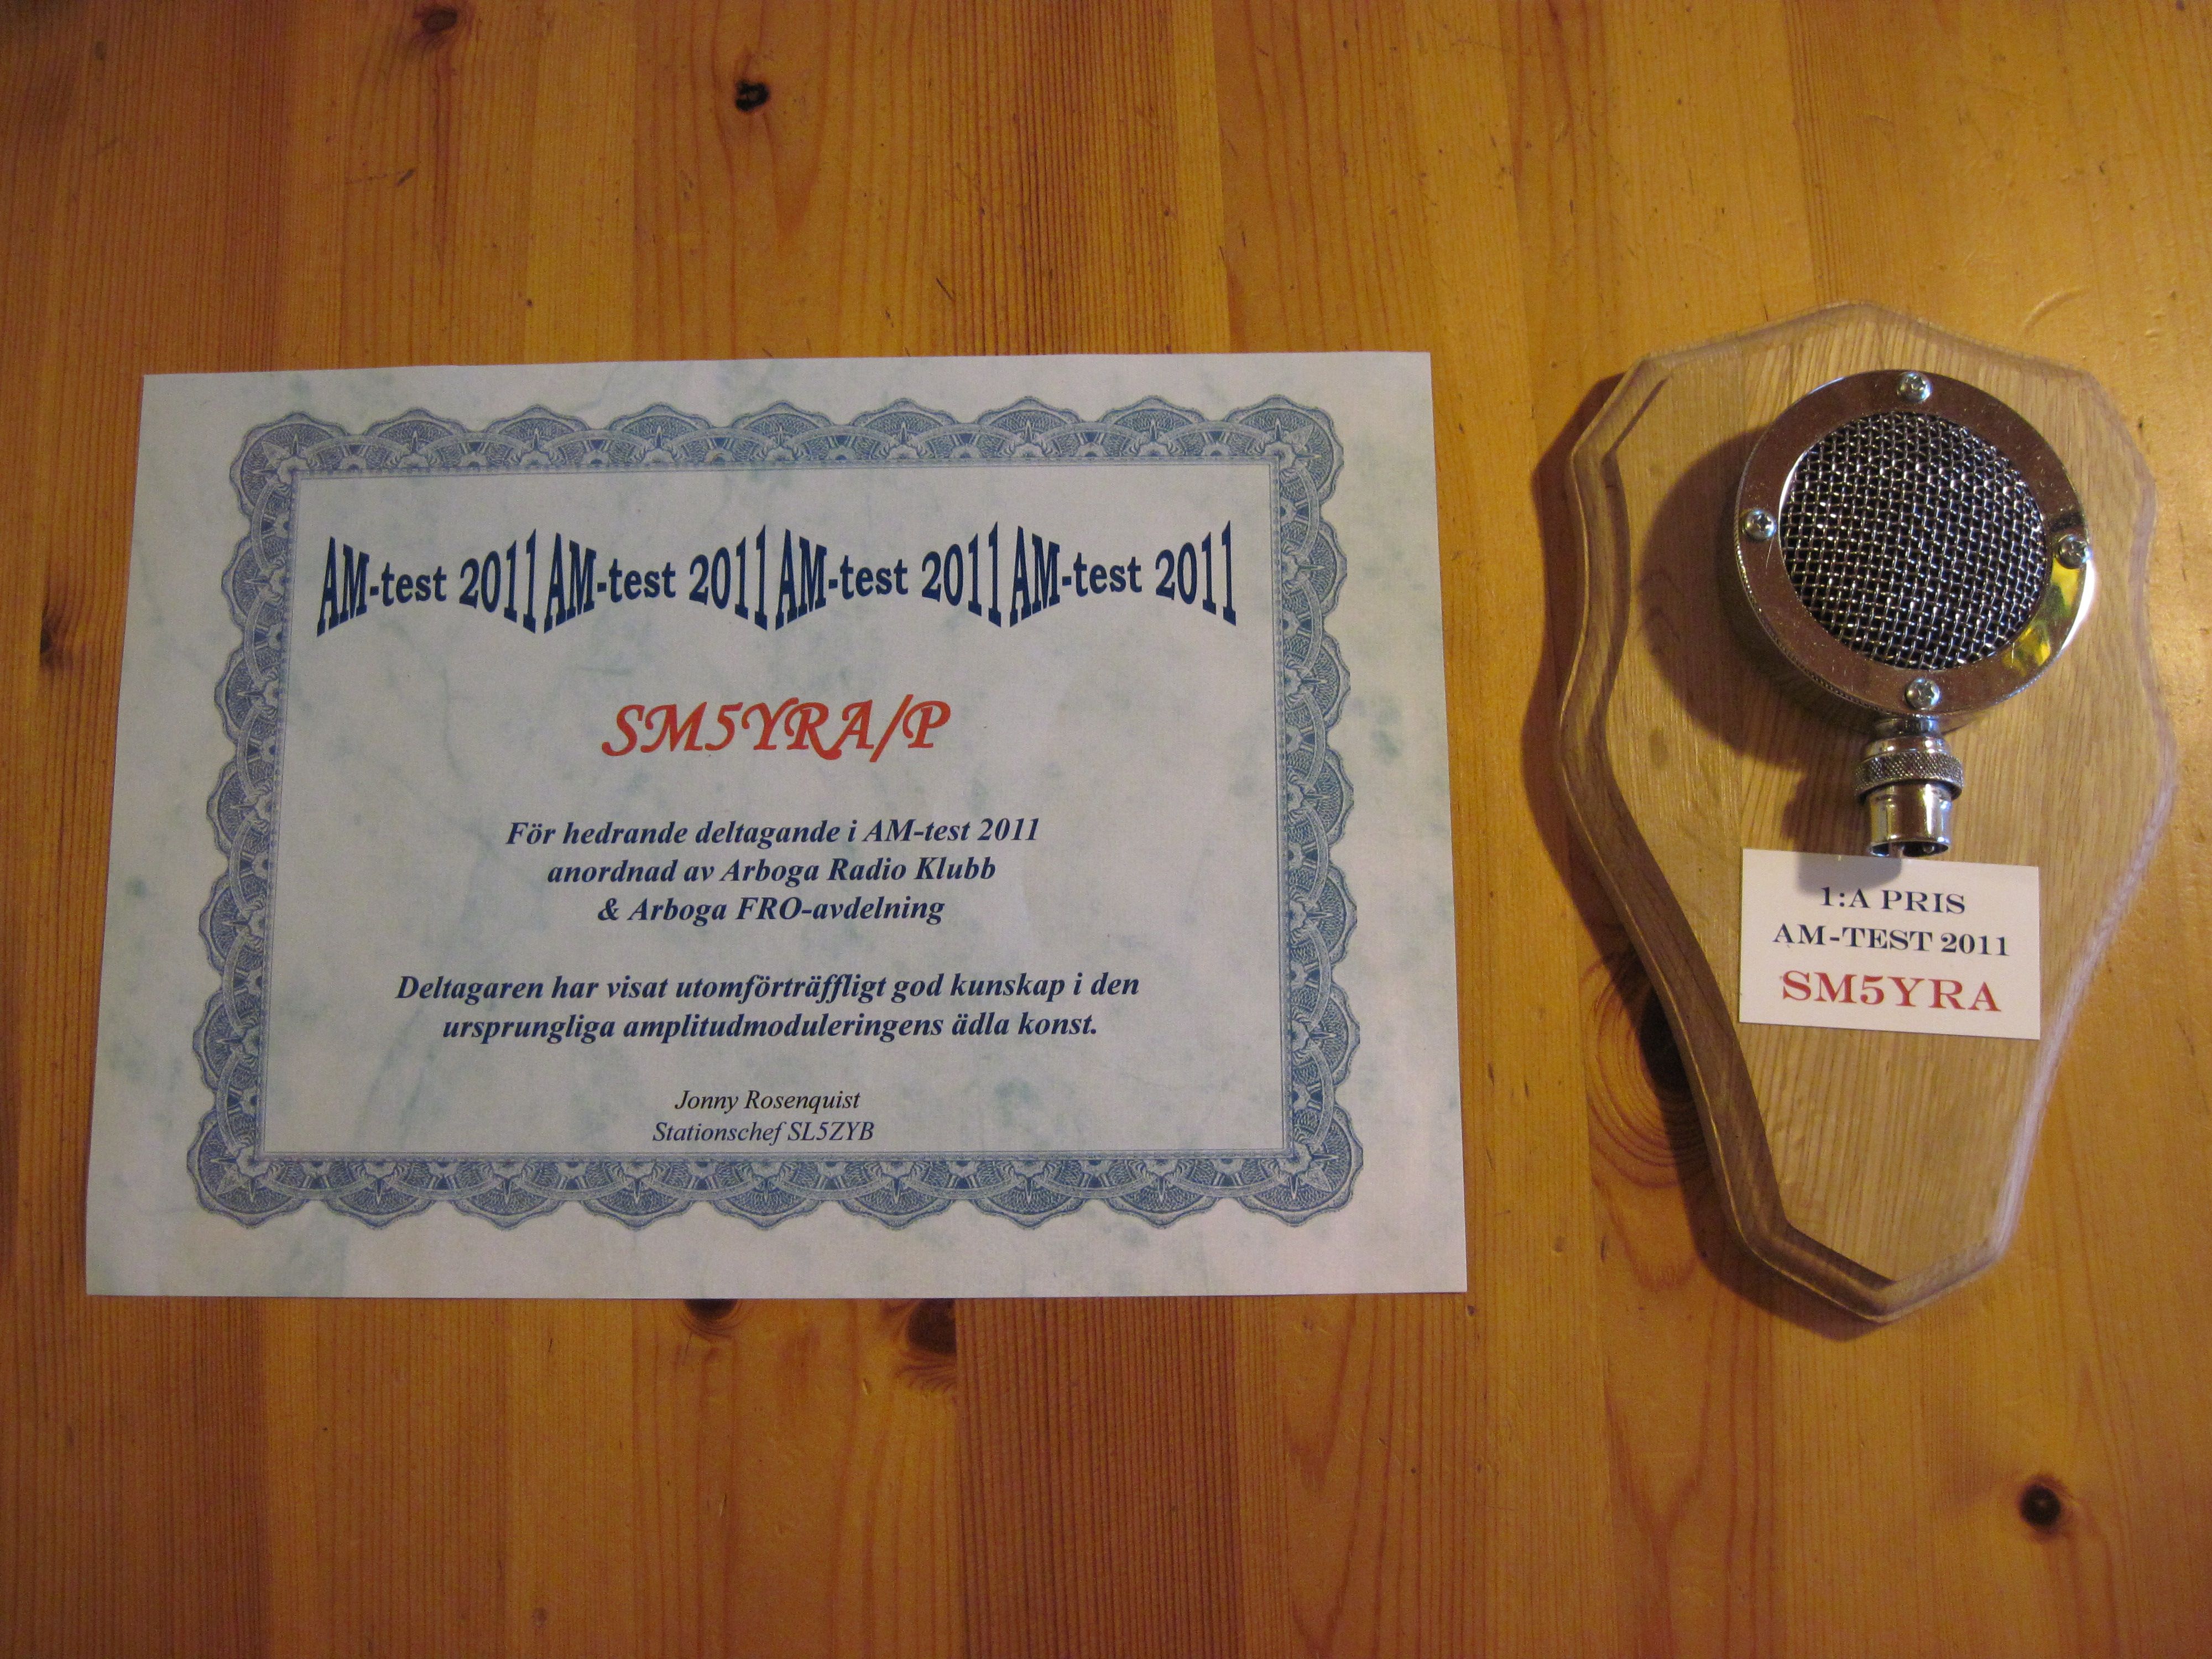 AM-test 2011 AM-test 2011 AM-test 2011 AM-test 2011
SM5YRA/P
För hedrande deltagande i AM-test 2011
anordnad av Arboga Radio Klubb
& Arboga FRO-avdelning
Deltagaren har visat utomförträffligt god kunskap i den
ursprungliga amplitudmoduleringens ädla konst.
Jonny Rosenquist
Stationschef SL5ZYB
1:A PRIS
AM-TEST 2011
SM5YRA